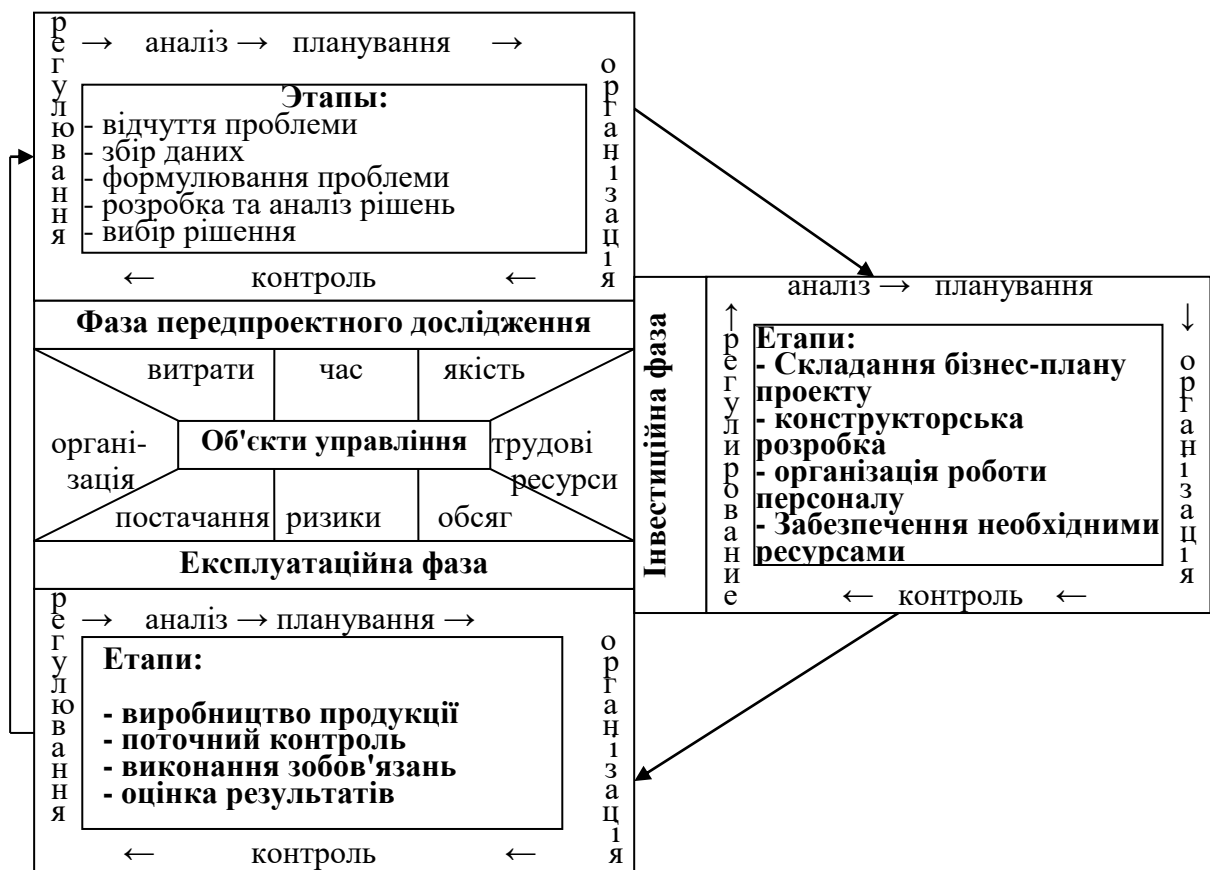 регулювання
→ аналіз → планування →
організація
Этапы:
- відчуття проблеми
- збір даних
- формулювання проблеми
- розробка та аналіз рішень
- вибір рішення
← контроль ←
Фаза передпроектного дослідження
витрати час якість
органі-
зація
Об'єкти управління
трудові
ресурси
постачання ризики обсяг
Експлуатаційна фаза
регулювання
→ аналіз → планування →
організація
Етапи:
- виробництво продукції
- поточний контроль
- виконання зобов'язань
- оцінка результатів
← контроль ←
Інвестиційна фаза
аналіз → планування
↑ регулирование
↓ організація
Етапи:
- Складання бізнес-плану
проекту
- конструкторська
розробка
- організація роботи
персоналу
- Забезпечення необхідними
ресурсами
← контроль ←